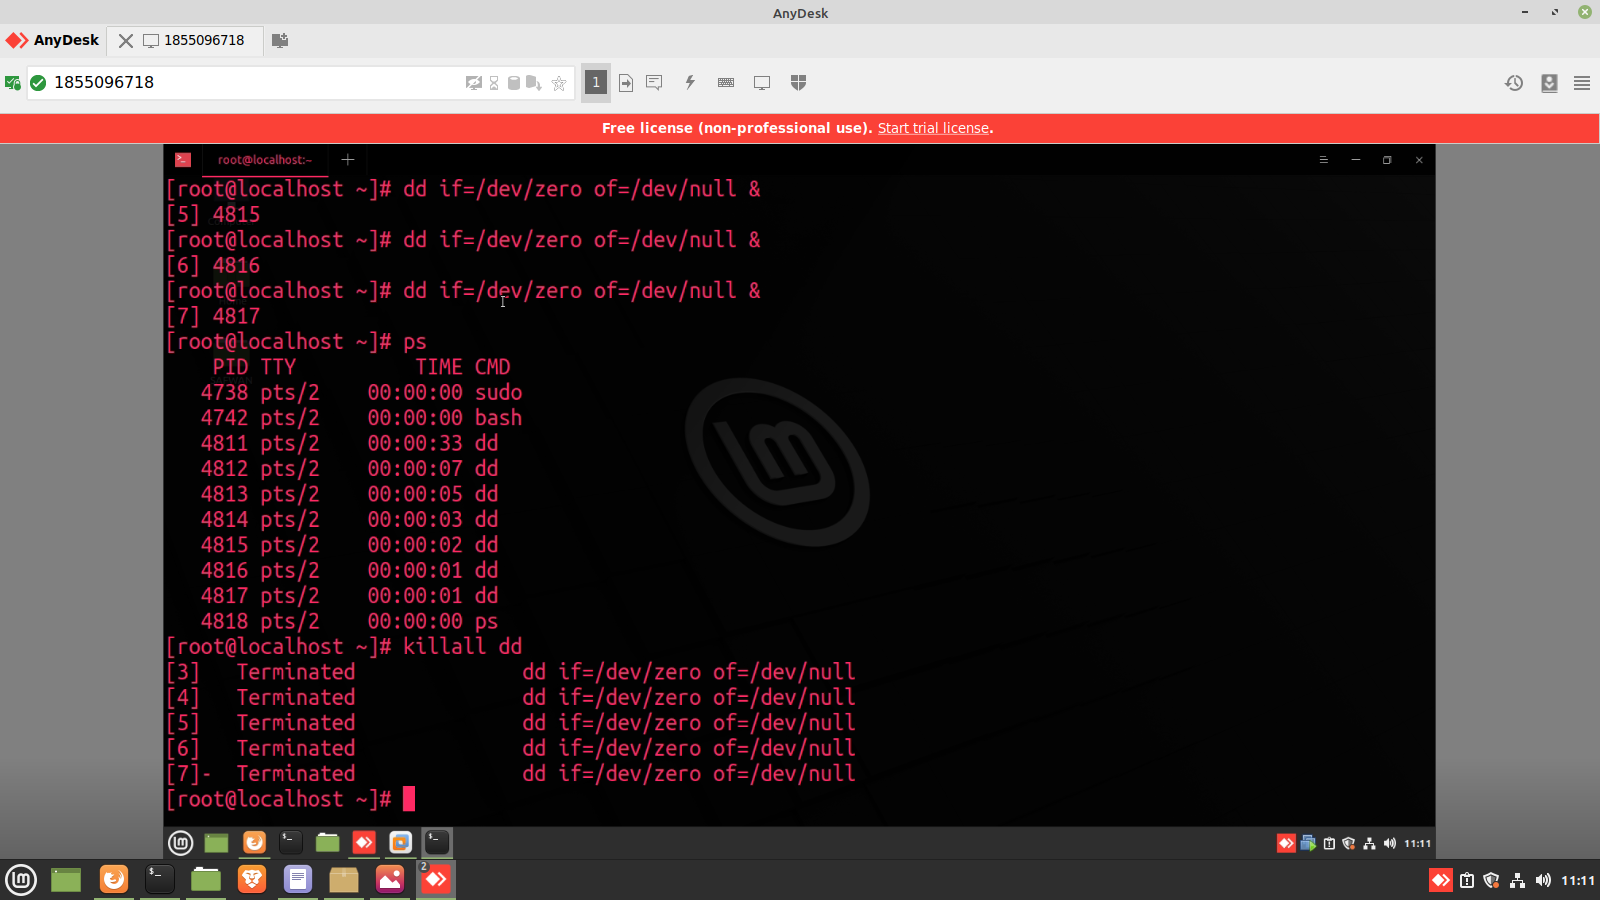 AnyDesk
AnyDesk
1855096718
1855096718
1
Free license (non-professional use). Start trial license.
root@localhost:~
[root@localhost ~]# dd if=/dev/zero of=/dev/null &
[5] 4815
[root@localhost ~]# dd if=/dev/zero of=/dev/null &
[6] 4816
[root@localhost ~]# dd if=/dev/zero of=/dev/null &
[7] 4817
[root@localhost ~]# ps
PID TTY          TIME CMD
4738 pts/2    00:00:00 sudo
4742 pts/2    00:00:00 bash
4811 pts/2    00:00:33 dd
4812 pts/2    00:00:07 dd
4813 pts/2    00:00:05 dd
4814 pts/2    00:00:03 dd
4815 pts/2    00:00:02 dd
4816 pts/2    00:00:01 dd
4817 pts/2    00:00:01 dd
4818 pts/2    00:00:00 ps
[root@localhost ~]# killall dd
[3]   Terminated              dd if=/dev/zero of=/dev/null
[4]   Terminated              dd if=/dev/zero of=/dev/null
[5]   Terminated              dd if=/dev/zero of=/dev/null
[6]   Terminated              dd if=/dev/zero of=/dev/null
[7]-  Terminated              dd if=/dev/zero of=/dev/null
[root@localhost ~]#
11:11
2
11:11